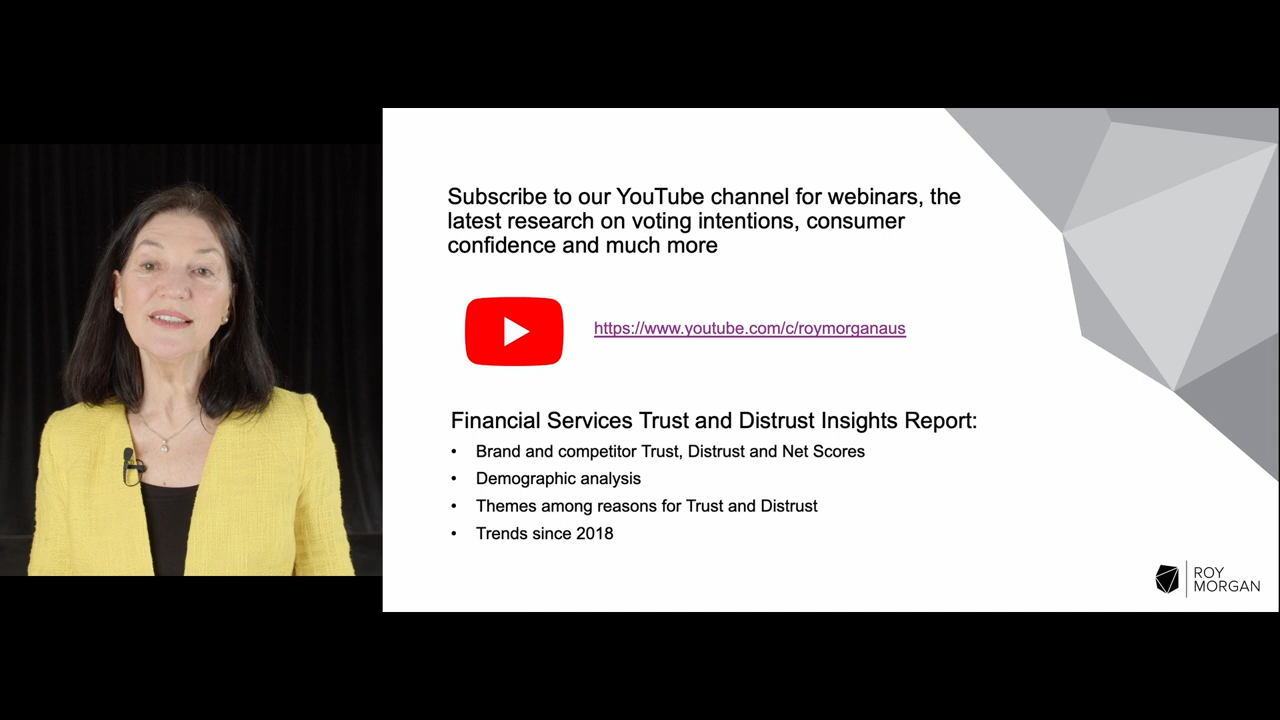 Subscribe to our YouTube channel for webinars, the
latest research on voting intentions, consumer
confidence and much more
https://www.youtube.com/c/roymorganaus
Financial Services Trust and Distrust Insights Report:
• Brand and competitor Trust, Distrust and Net Scores
• Demographic analysis
• Themes among reasons for Trust and Distrust
• Trends since 2018
ROY
MORGAN